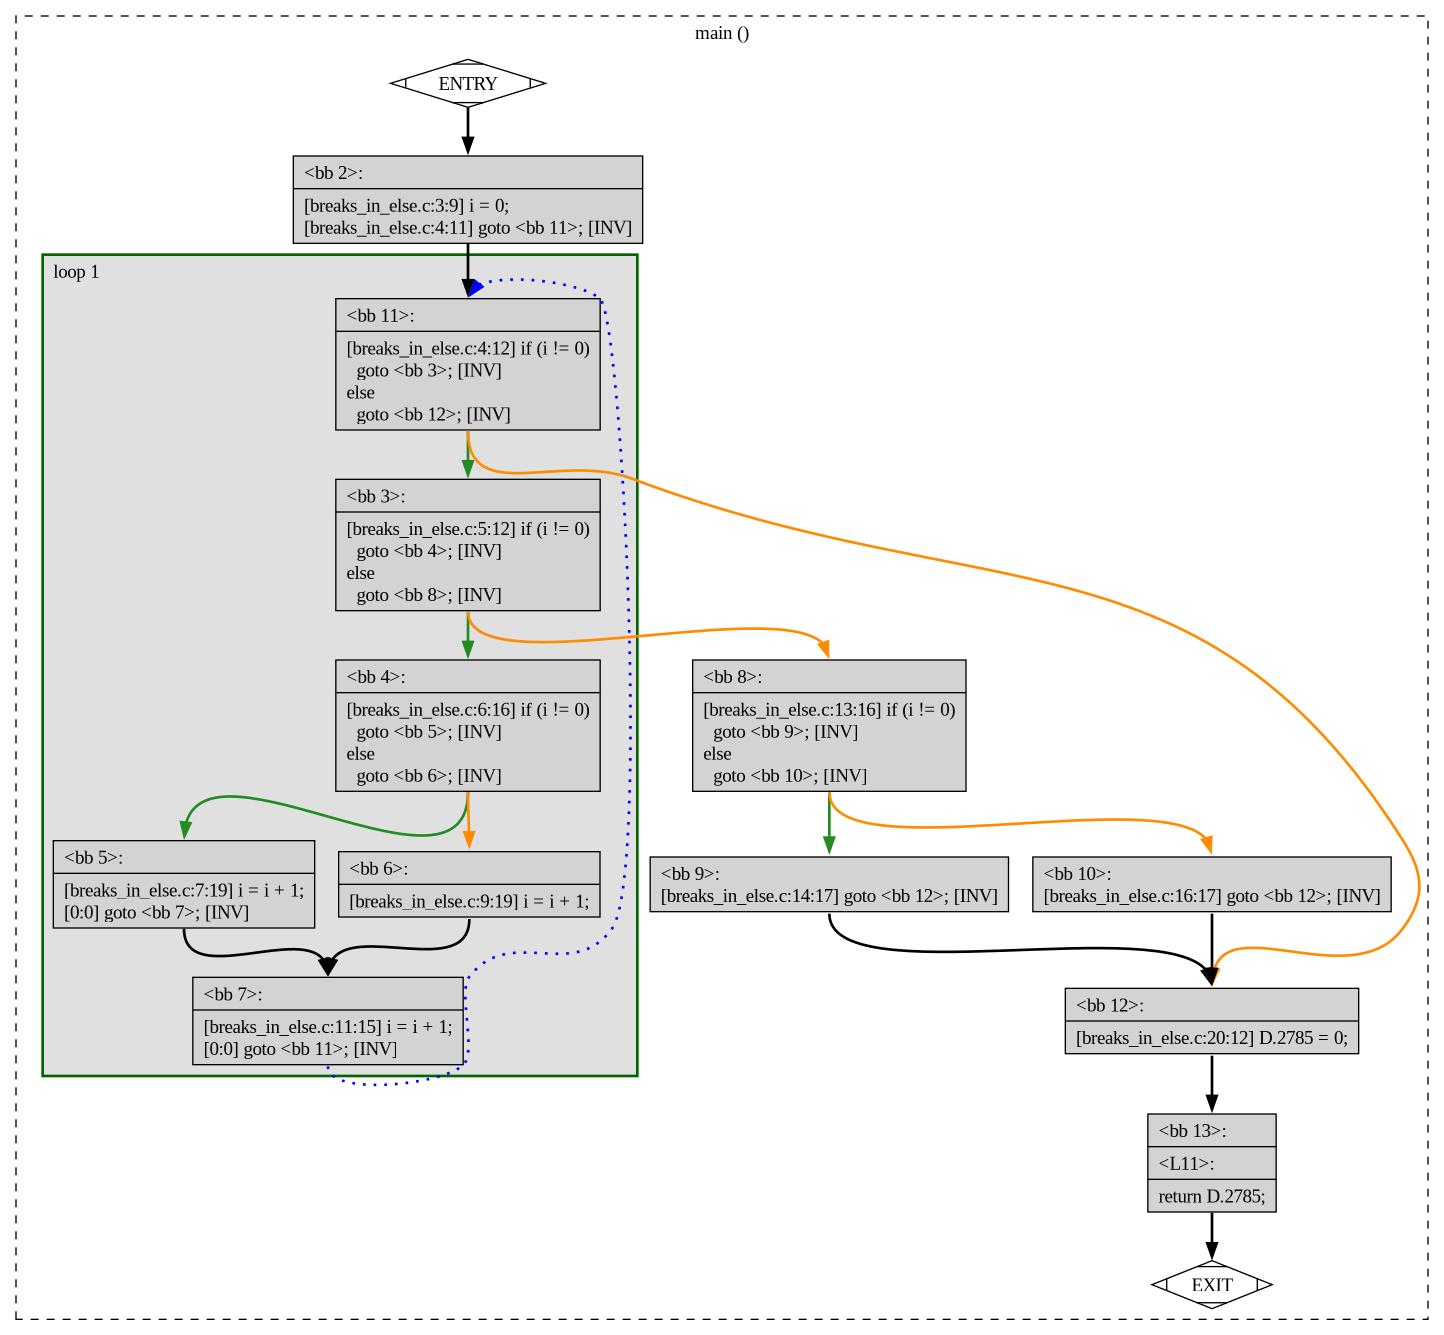 main ()
ENTRY
<bb 2>:
[breaks_in_else.c:3:9] i = 0;
[breaks_in_else.c:4:11] goto <bb 11>; [INV]
loop 1
<bb 11>:
[breaks_in_else.c:4:12] if (i != 0)
goto <bb 3>; [INV]
else
goto <bb 12>; [INV]
<bb 3>:
[breaks_in_else.c:5:12] if (i != 0)
goto <bb 4>; [INV]
else
goto <bb 8>; [INV]
<bb 4>:
[breaks_in_else.c:6:16] if (i != 0)
goto <bb 5>; [INV]
else
goto <bb 6>; [INV]
<bb 8>:
[breaks_in_else.c:13:16] if (i != 0)
goto <bb 9>; [INV]
else
goto <bb 10>; [INV]
<bb 5>:
[breaks_in_else.c:7:19] i = i + 1;
[0:0] goto <bb 7>; [INV]
<bb 6>:
[breaks_in_else.c:9:19] i = i + 1;
<bb 9>:
[breaks_in_else.c:14:17] goto <bb 12>; [INV]
<bb 10>:
[breaks_in_else.c:16:17] goto <bb 12>; [INV]
<bb 7>:
[breaks_in_else.c:11:15] i = i + 1;
[0:0] goto <bb 11>; [INV]
<bb 12>:
[breaks_in_else.c:20:12] D.2785 = 0;
<bb 13>:
<L11>:
return D.2785;
EXIT